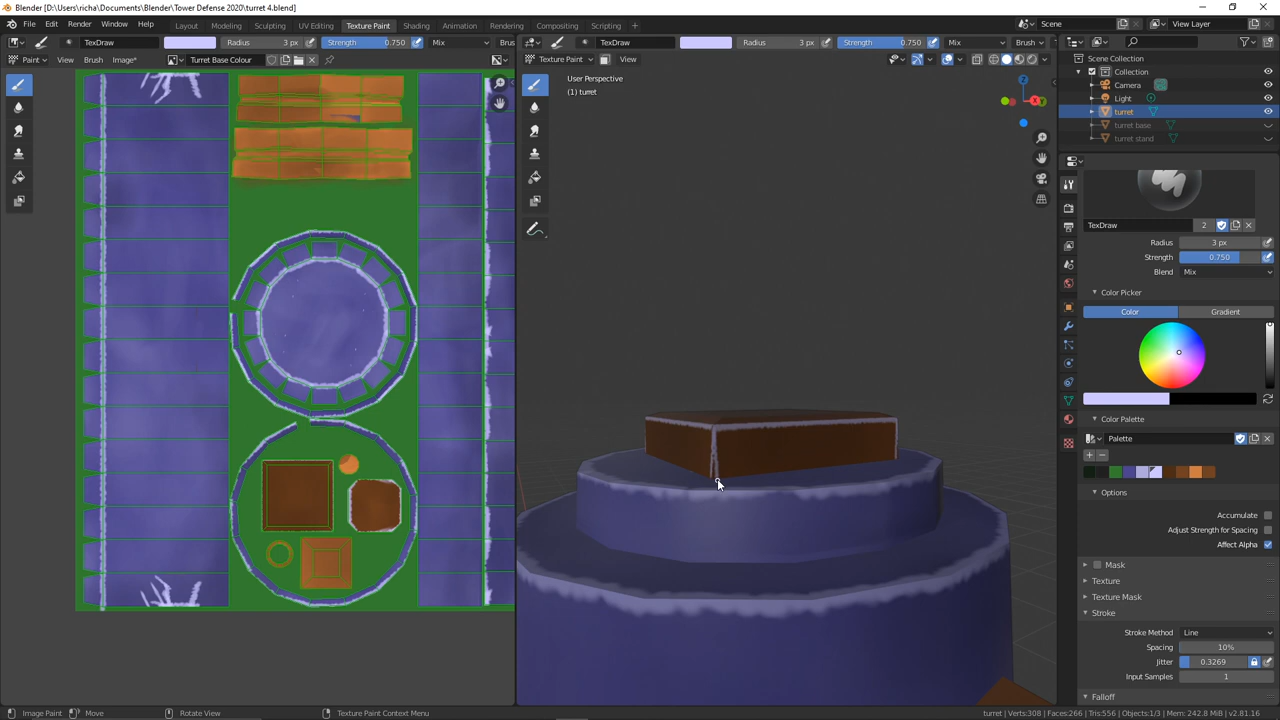 Blender [D:\Users\richa\Documents\Blender\Tower Defense 2020\turret 4.blend]
File Edit Render Window Help Layout Modeling Sculpting UV Editing Texture Paint Shading Animation Rendering Compositing Scripting Scene View Layer
TexDraw Radius 3 px Strength 0.750 Mix Brus TexDraw Radius 3 px Strength 0.750 Mix Brush
Paint View Brush Image* Turret Base Colour Texture Paint View
User Perspective
(1) turret
Scene Collection
Collection
Camera
Light
turret
turret base
turret stand
TexDraw 2
Radius 3 px
Strength 0.750
Blend Mix
Color Picker
Color Gradient
Color Palette
Palette
Options
Accumulate
Adjust Strength for Spacing
Affect Alpha
Mask
Texture
Texture Mask
Stroke
Stroke Method Line
Spacing 10%
Jitter 0.3269
Input Samples 1
Falloff
Image Paint Move Rotate View Texture Paint Context Menu turret | Verts:308 | Faces:266 | Tris:556 | Objects:1/3 | Mem: 242.8 MiB | v2.81.16